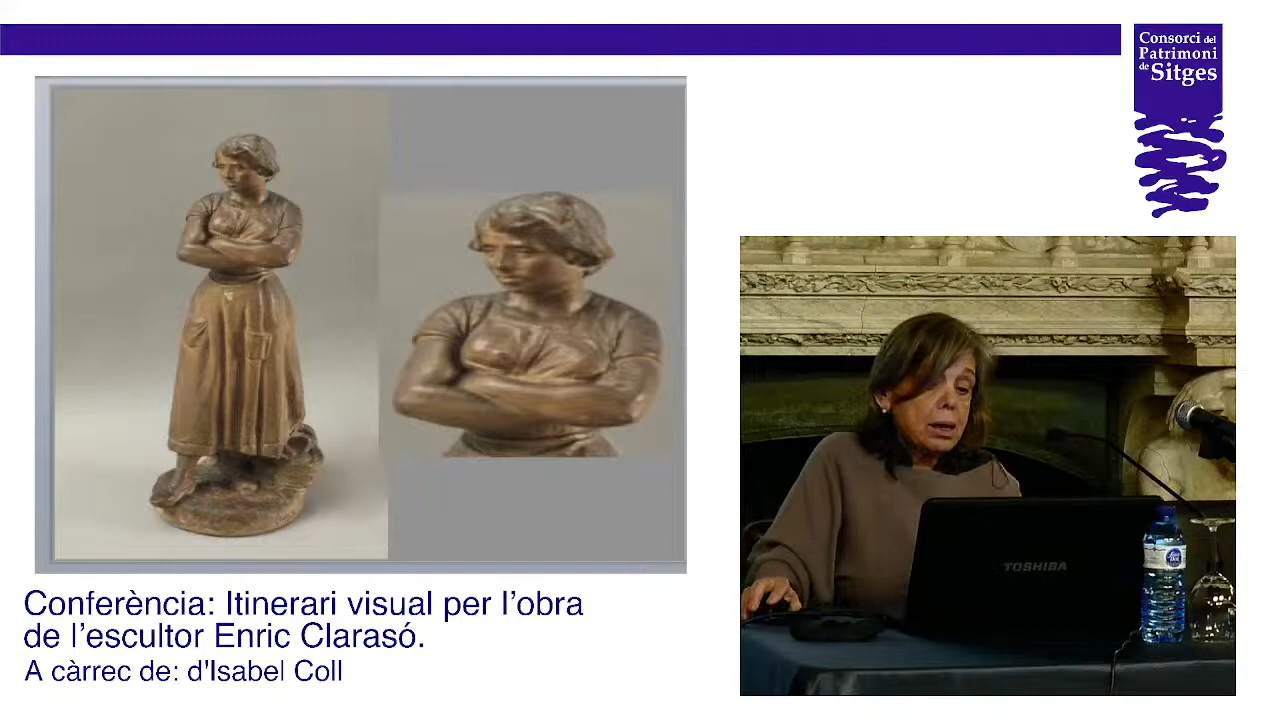 Consorci del
Patrimoni
de Sitges
Conferència: Itinerari visual per l'obra
de l'escultor Enric Clarasó.
A càrrec de: d'Isabel Coll
TOSHIBA